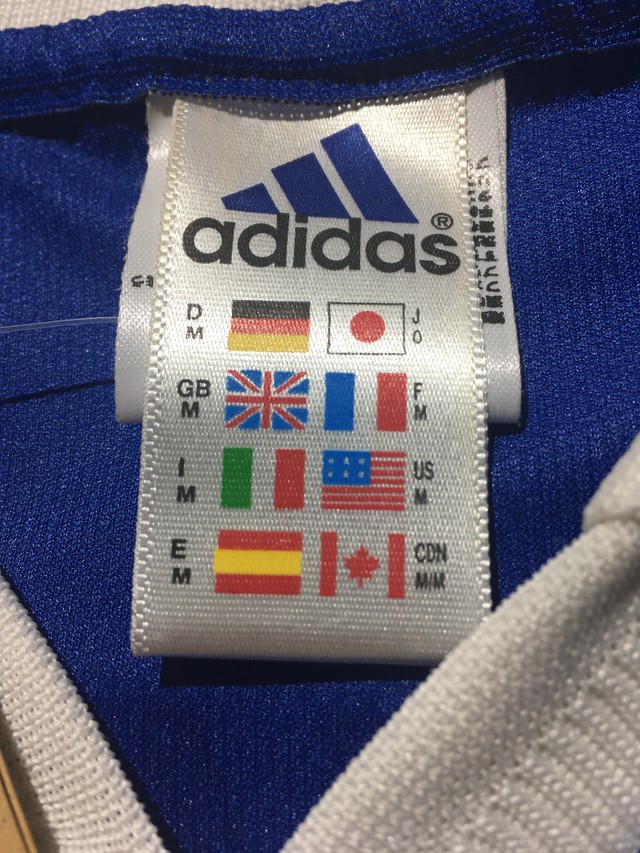 adidas®
D M J O
GB M F M
I M US M
E M CDN M/M